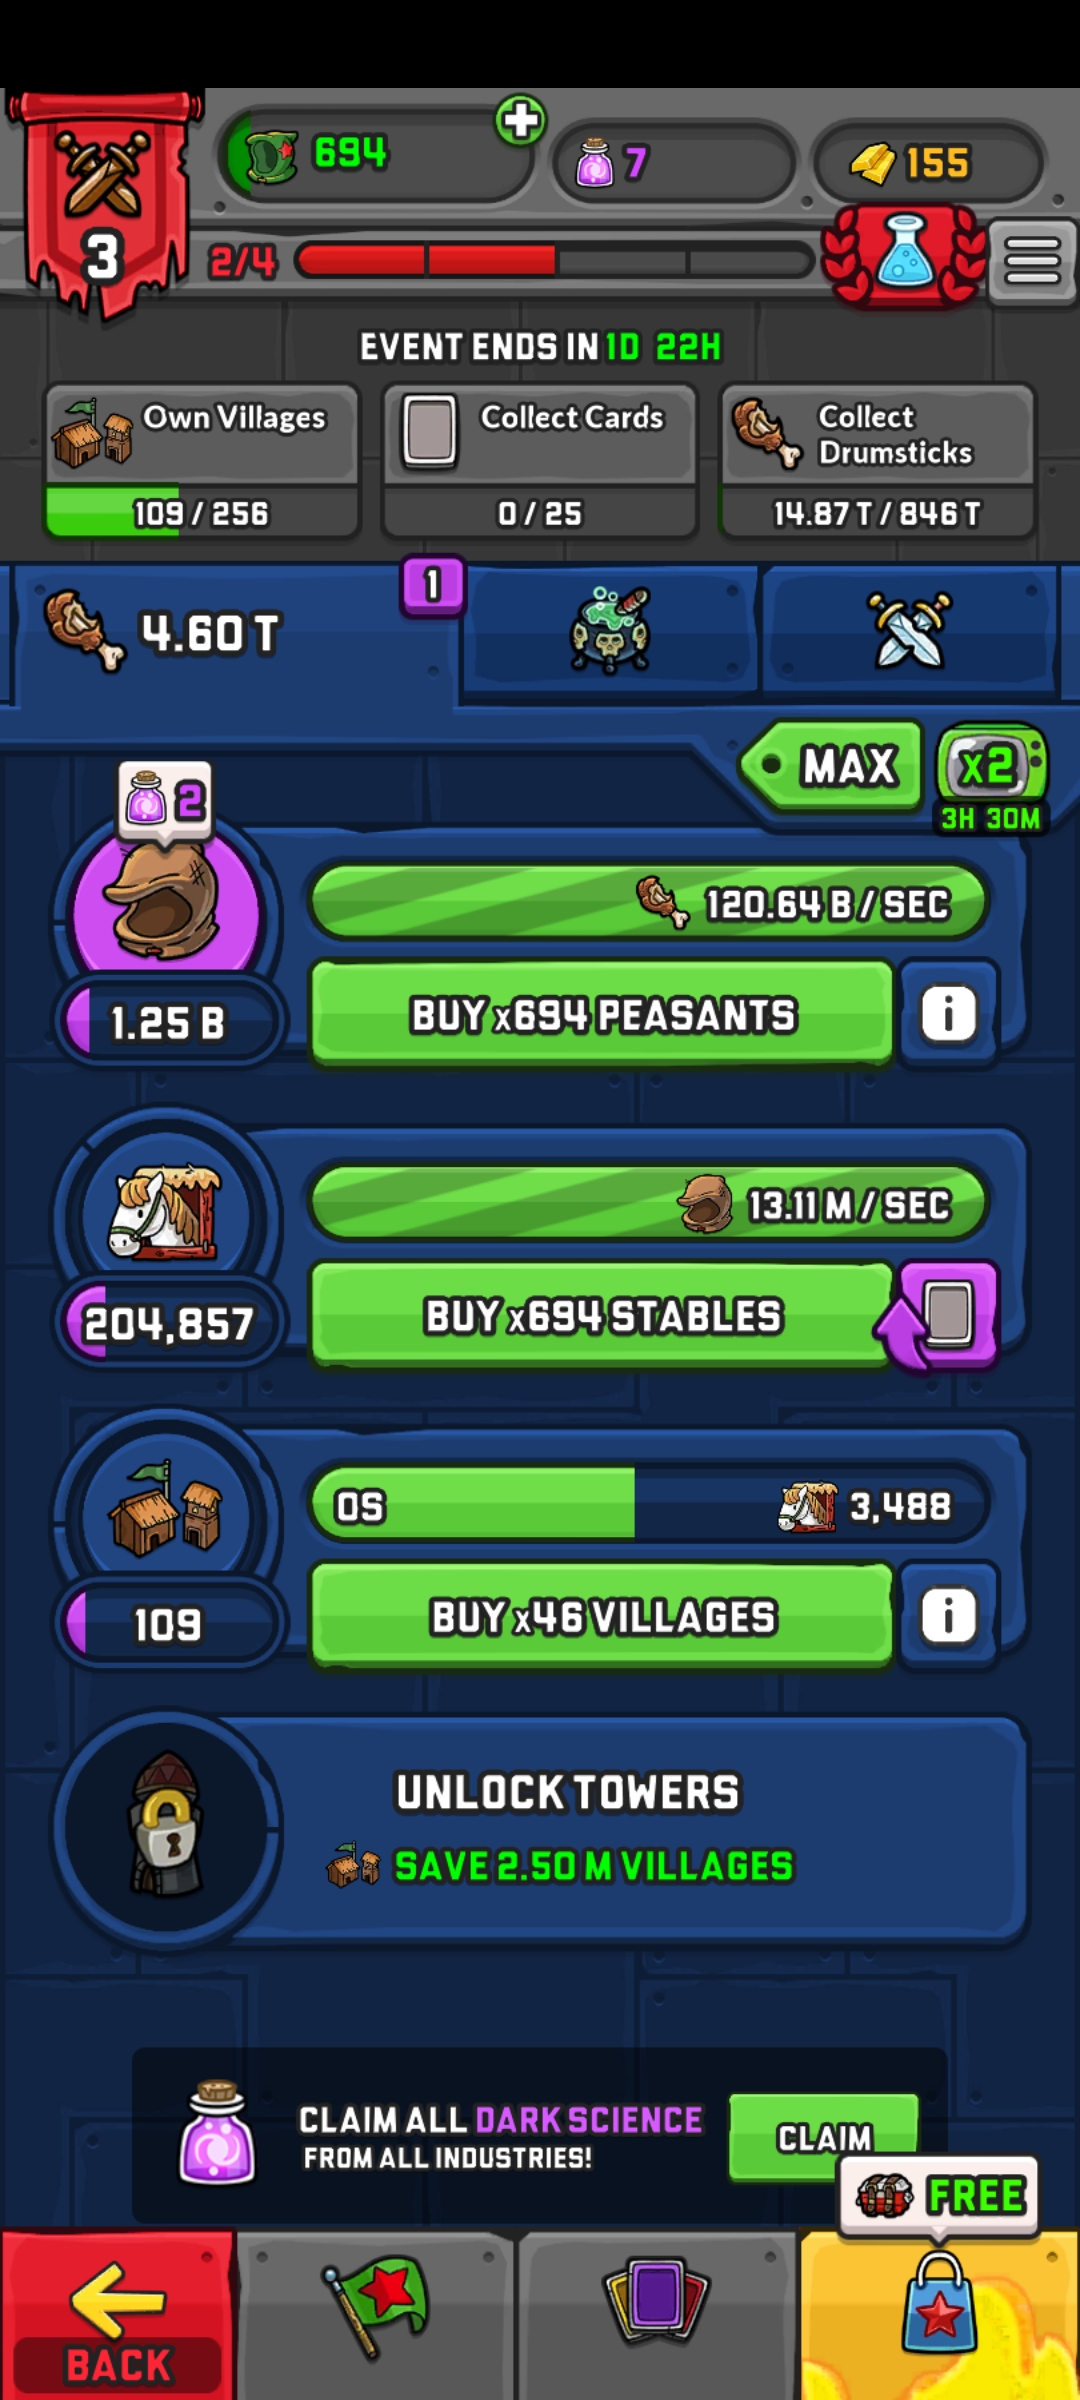 694
7
155
3
2/4
EVENT ENDS IN 1D 22H
Own Villages
109 / 256
Collect Cards
0 / 25
Collect
Drumsticks
14.87 T / 846 T
4.60 T
1
MAX
x2
3H 30M
2
120.64 B / SEC
1.25 B
BUY x694 PEASANTS
i
13.11 M / SEC
204,857
BUY x694 STABLES
0S
3,488
109
BUY x46 VILLAGES
i
UNLOCK TOWERS
SAVE 2.50 M VILLAGES
CLAIM ALL DARK SCIENCE
FROM ALL INDUSTRIES!
CLAIM
FREE
BACK